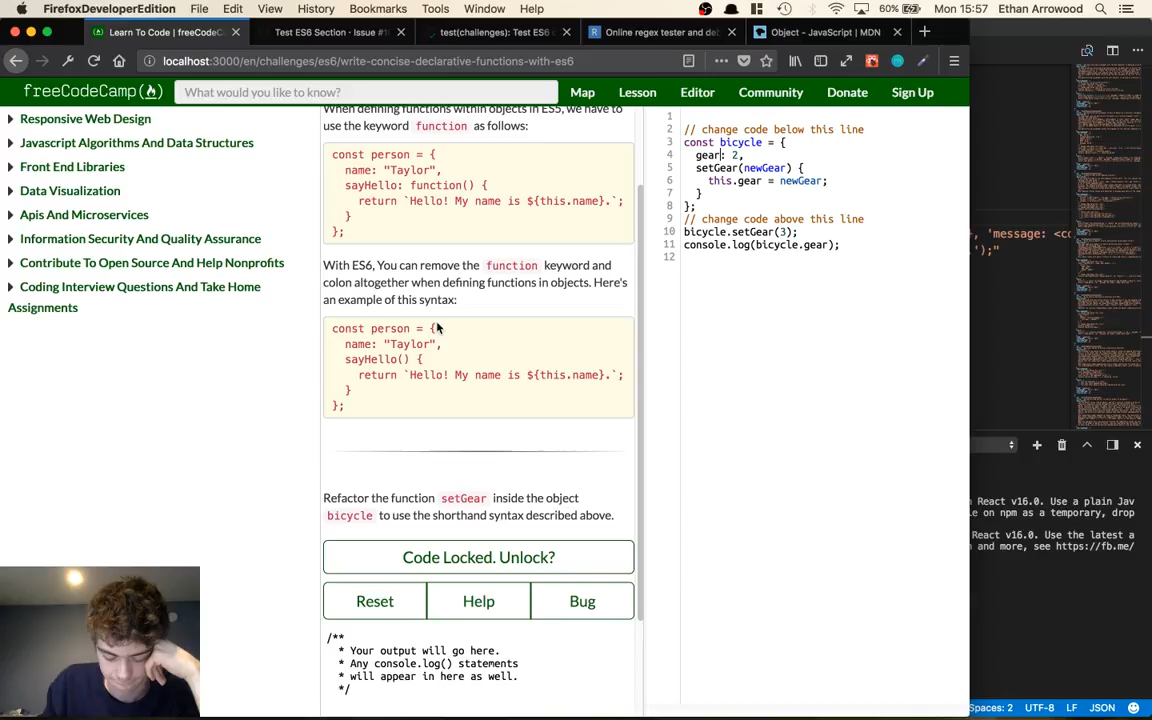 FirefoxDeveloperEdition File Edit View History Bookmarks Tools Window Help 60% Mon 15:57 Ethan Arrowood
Learn To Code | freeCodeC
Test ES6 Section · Issue #1
test(challenges): Test ES6
Online regex tester and de
Object - JavaScript | MDN
localhost:3000/en/challenges/es6/write-concise-declarative-functions-with-es6
freeCodeCamp
What would you like to know?
Map Lesson Editor Community Donate Sign Up
Responsive Web Design
Javascript Algorithms And Data Structures
Front End Libraries
Data Visualization
Apis And Microservices
Information Security And Quality Assurance
Contribute To Open Source And Help Nonprofits
Coding Interview Questions And Take Home
Assignments
When defining functions within objects in ES5, we have to
use the keyword function as follows:
const person = {
name: "Taylor",
sayHello: function() {
return `Hello! My name is ${this.name}.`;
}
};
With ES6, You can remove the function keyword and
colon altogether when defining functions in objects. Here's
an example of this syntax:
const person = {
name: "Taylor",
sayHello() {
return `Hello! My name is ${this.name}.`;
}
};
Refactor the function setGear inside the object
bicycle to use the shorthand syntax described above.
Code Locked. Unlock?
Reset Help Bug
/**
* Your output will go here.
* Any console.log() statements
* will appear in here as well.
*/
1
2 // change code below this line
3 const bicycle = {
4 gear: 2,
5 setGear(newGear) {
6 this.gear = newGear;
7 }
8 };
9 // change code above this line
10 bicycle.setGear(3);
11 console.log(bicycle.gear);
12
}, 'message: <co
);"
n React v16.0. Use a plain Jav
le on npm as a temporary, drop
n React v16.0. Use the latest a
n and more, see https://fb.me/
Spaces: 2 UTF-8 LF JSON